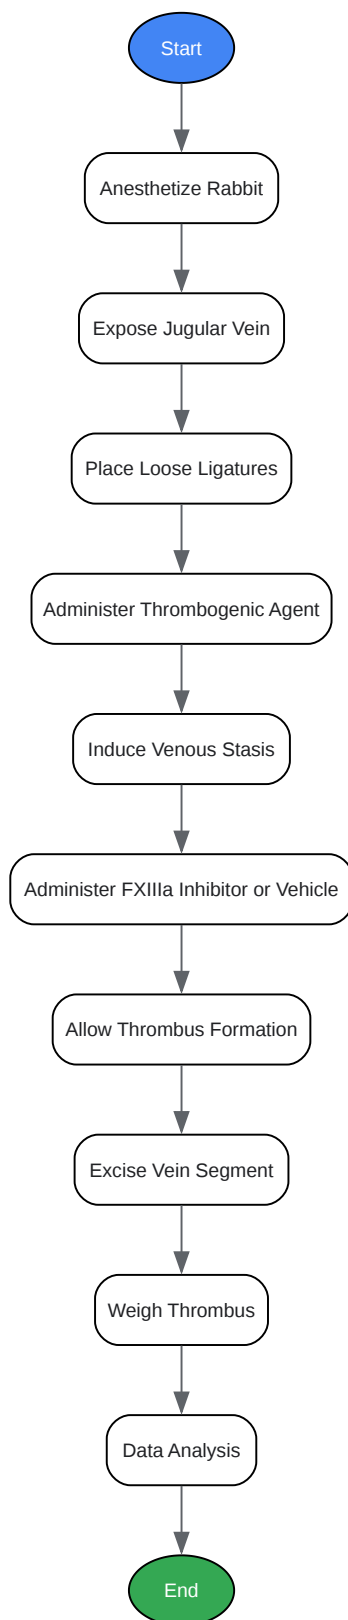 Start
Anesthetize Rabbit
Expose Jugular Vein
Place Loose Ligatures
Administer Thrombogenic Agent
Induce Venous Stasis
Administer FXIIIa Inhibitor or Vehicle
Allow Thrombus Formation
Excise Vein Segment
Weigh Thrombus
Data Analysis
End